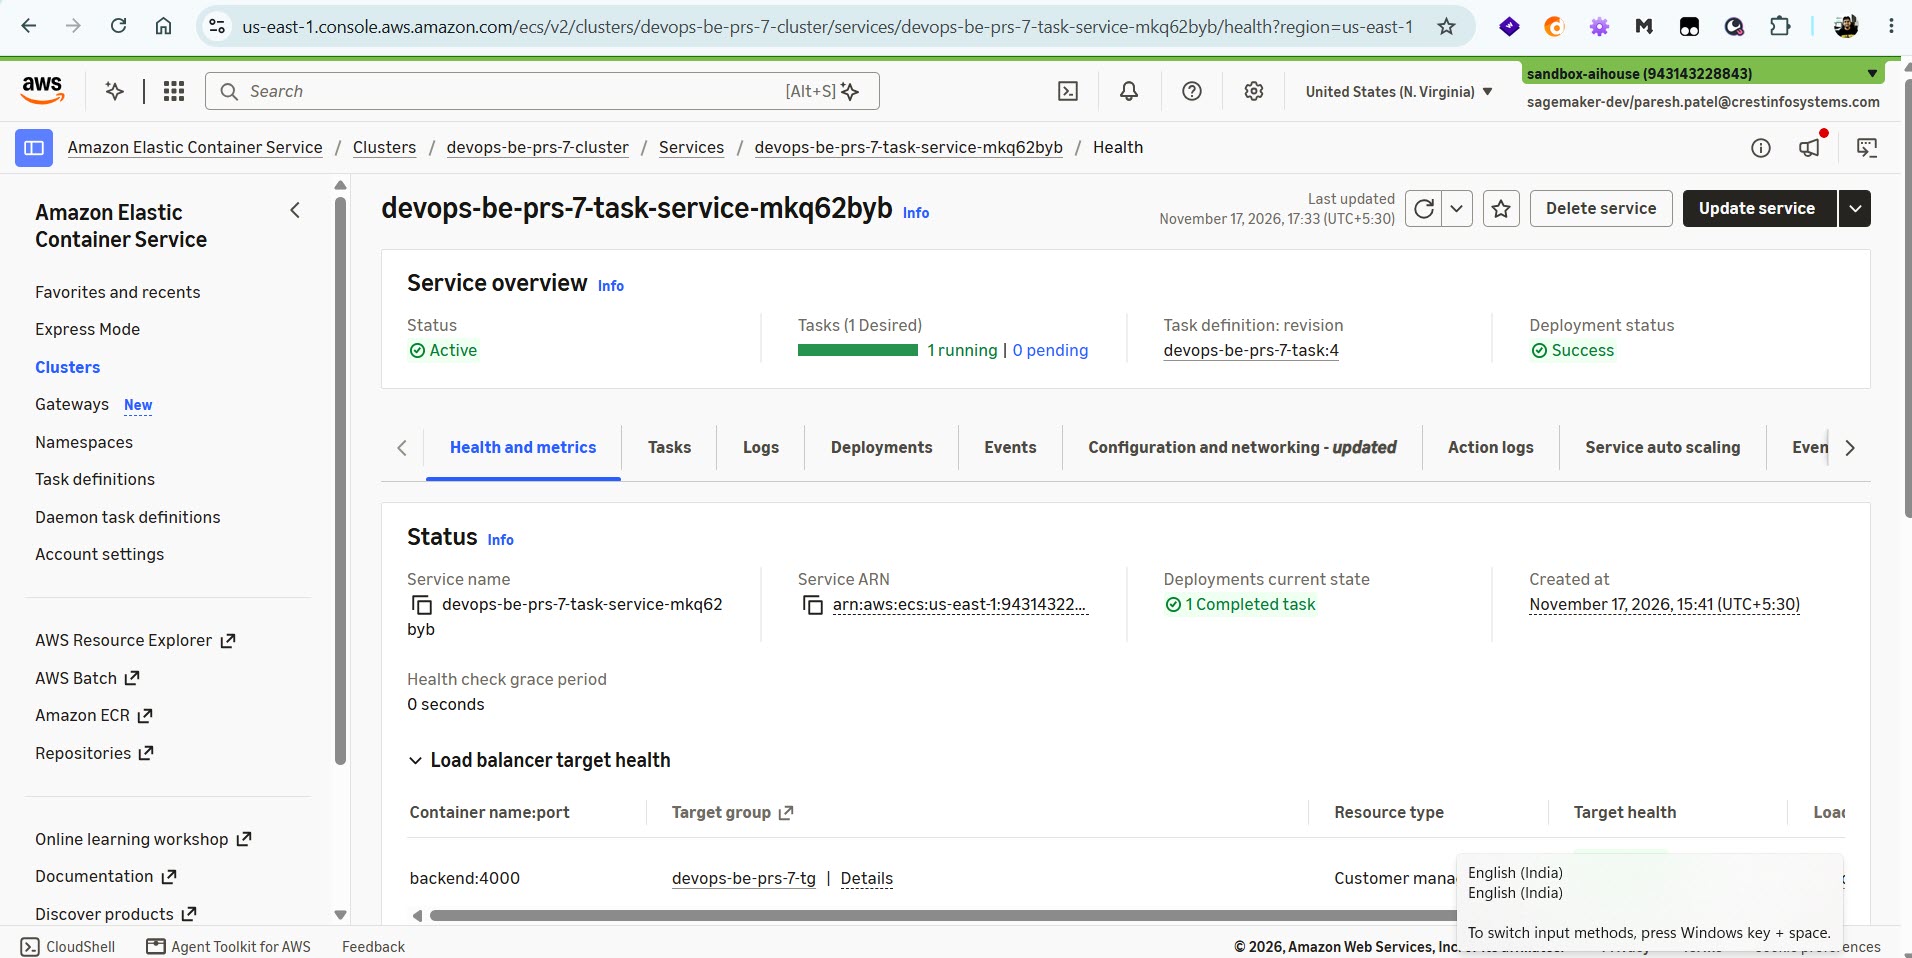 us-east-1.console.aws.amazon.com/ecs/v2/clusters/devops-be-prs-7-cluster/services/devops-be-prs-7-task-service-mkq62byb/health?region=us-east-1
aws
Search [Alt+S]
United States (N. Virginia)
sandbox-aihouse (943143228843)
sagemaker-dev/paresh.patel@crestinfosystems.com
Amazon Elastic Container Service / Clusters / devops-be-prs-7-cluster / Services / devops-be-prs-7-task-service-mkq62byb / Health
Amazon Elastic
Container Service
Favorites and recents
Express Mode
Clusters
Gateways New
Namespaces
Task definitions
Daemon task definitions
Account settings
AWS Resource Explorer
AWS Batch
Amazon ECR
Repositories
Online learning workshop
Documentation
Discover products
devops-be-prs-7-task-service-mkq62byb Info
Last updated
November 17, 2026, 17:33 (UTC+5:30)
Delete service
Update service
Service overview Info
Status
Active
Tasks (1 Desired)
1 running | 0 pending
Task definition: revision
devops-be-prs-7-task:4
Deployment status
Success
Health and metrics
Tasks
Logs
Deployments
Events
Configuration and networking - updated
Action logs
Service auto scaling
Even
Status Info
Service name
devops-be-prs-7-task-service-mkq62
byb
Service ARN
arn:aws:ecs:us-east-1:94314322...
Deployments current state
1 Completed task
Created at
November 17, 2026, 15:41 (UTC+5:30)
Health check grace period
0 seconds
Load balancer target health
Container name:port
Target group
Resource type
Target health
Load
backend:4000
devops-be-prs-7-tg | Details
Customer mana
English (India)
English (India)
To switch input methods, press Windows key + space.
CloudShell
Agent Toolkit for AWS
Feedback
© 2026, Amazon Web Services, Inc.